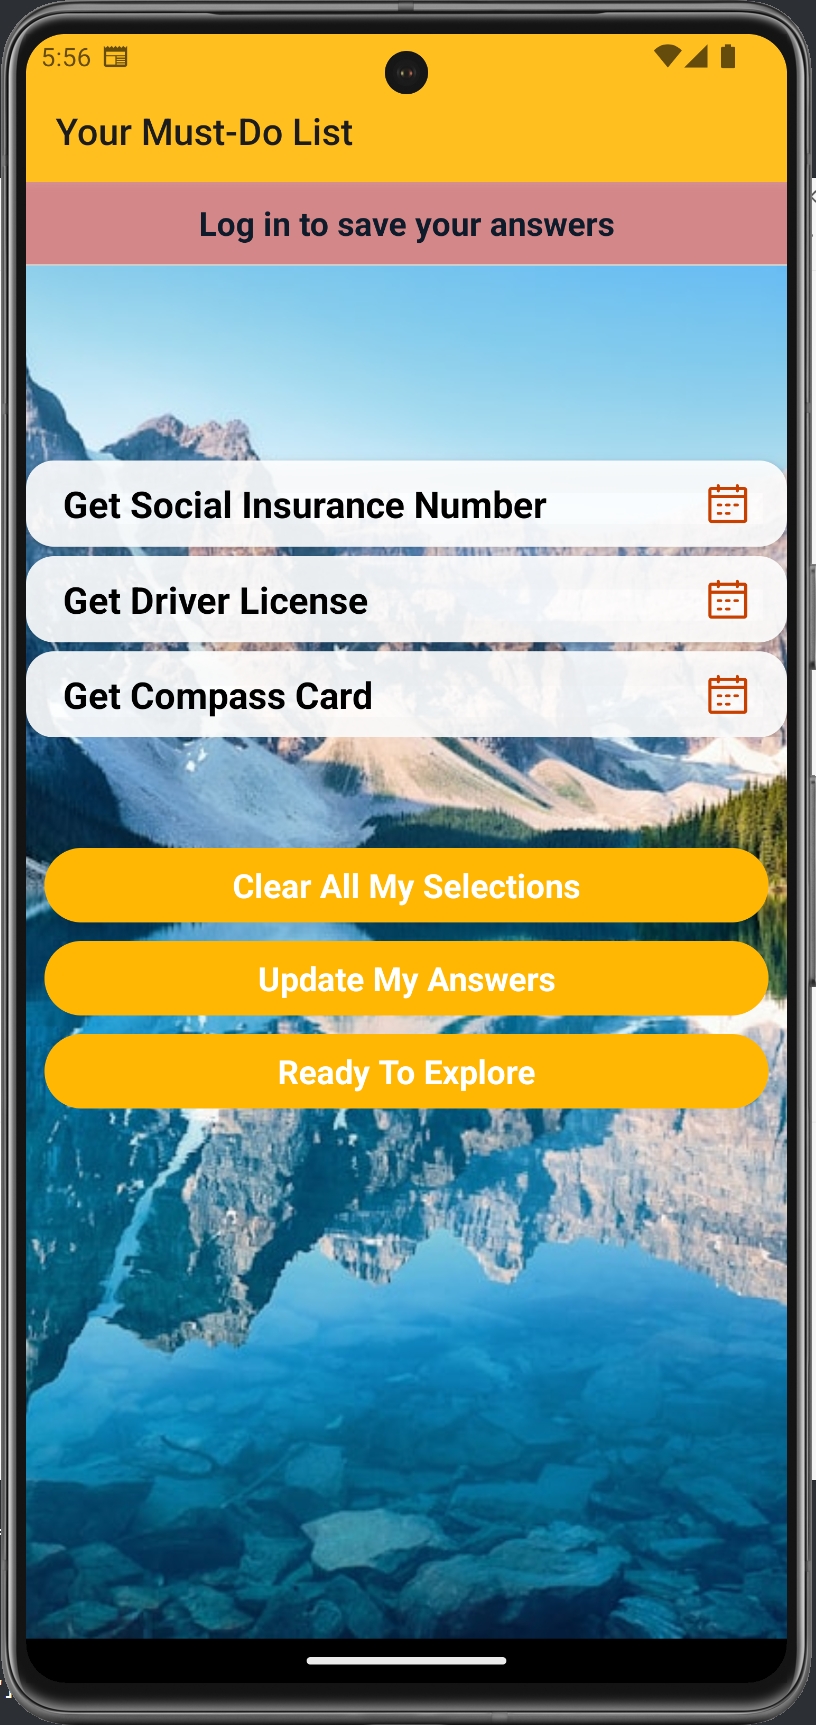 5:56
Your Must-Do List
Log in to save your answers
Get Social Insurance Number
Get Driver License
Get Compass Card
Clear All My Selections
Update My Answers
Ready To Explore